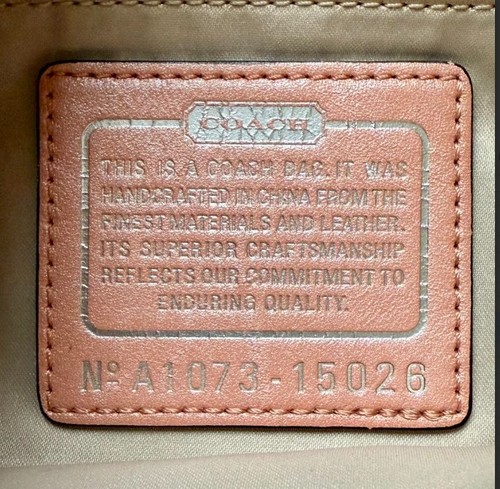 COACH
THIS IS A COACH BAG. IT WAS
HANDCRAFTED IN CHINA FROM THE
FINEST MATERIALS AND LEATHER.
ITS SUPERIOR CRAFTSMANSHIP
REFLECTS OUR COMMITMENT TO
ENDURING QUALITY.
Nº A1073-15026